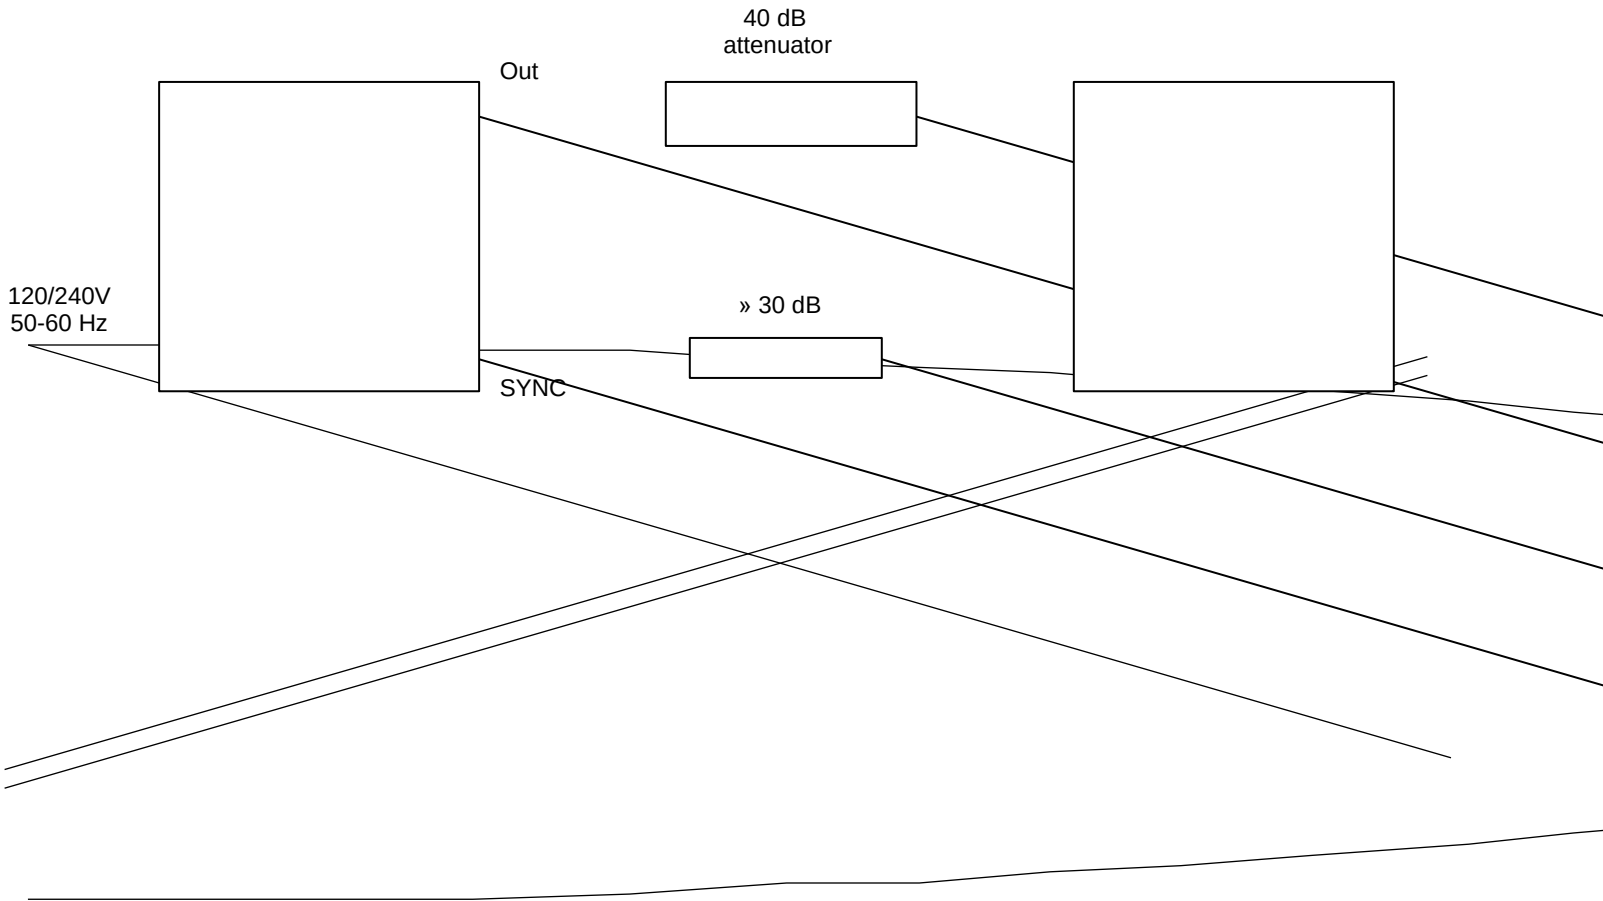 40 dB
attenuator
Out
120/240V
50-60 Hz
» 30 dB
SYNC